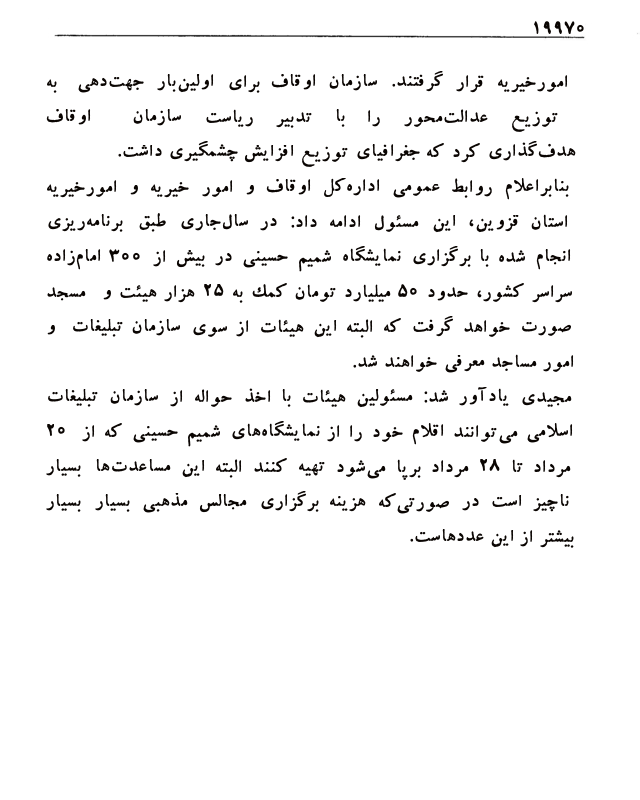 ۱۹۹۷۰
امورخیریه قرار گرفتند. سازمان اوقاف برای اولین‌بار جهت‌دهی به
توزیع عدالت‌محور را با تدبیر ریاست سازمان اوقاف
هدف‌گذاری کرد که جغرافیای توزیع افزایش چشمگیری داشت.
بنابراعلام روابط عمومی اداره‌کل اوقاف و امور خیریه و امورخیریه
استان قزوین، این مسئول ادامه داد: در سال‌جاری طبق برنامه‌ریزی
انجام شده با برگزاری نمایشگاه شمیم حسینی در بیش از ۳۰۰ امام‌زاده
سراسر کشور، حدود ۵۰ میلیارد تومان کمك به ۲۵ هزار هیئت و مسجد
صورت خواهد گرفت که البته این هیئات از سوی سازمان تبلیغات و
امور مساجد معرفی خواهند شد.
مجیدی یادآور شد: مسئولین هیئات با اخذ حواله از سازمان تبلیغات
اسلامی می‌توانند اقلام خود را از نمایشگاه‌های شمیم حسینی که از ۲۰
مرداد تا ۲۸ مرداد برپا می‌شود تهیه کنند البته این مساعدت‌ها بسیار
ناچیز است در صورتی‌که هزینه برگزاری مجالس مذهبی بسیار بسیار
بیشتر از این عددهاست.